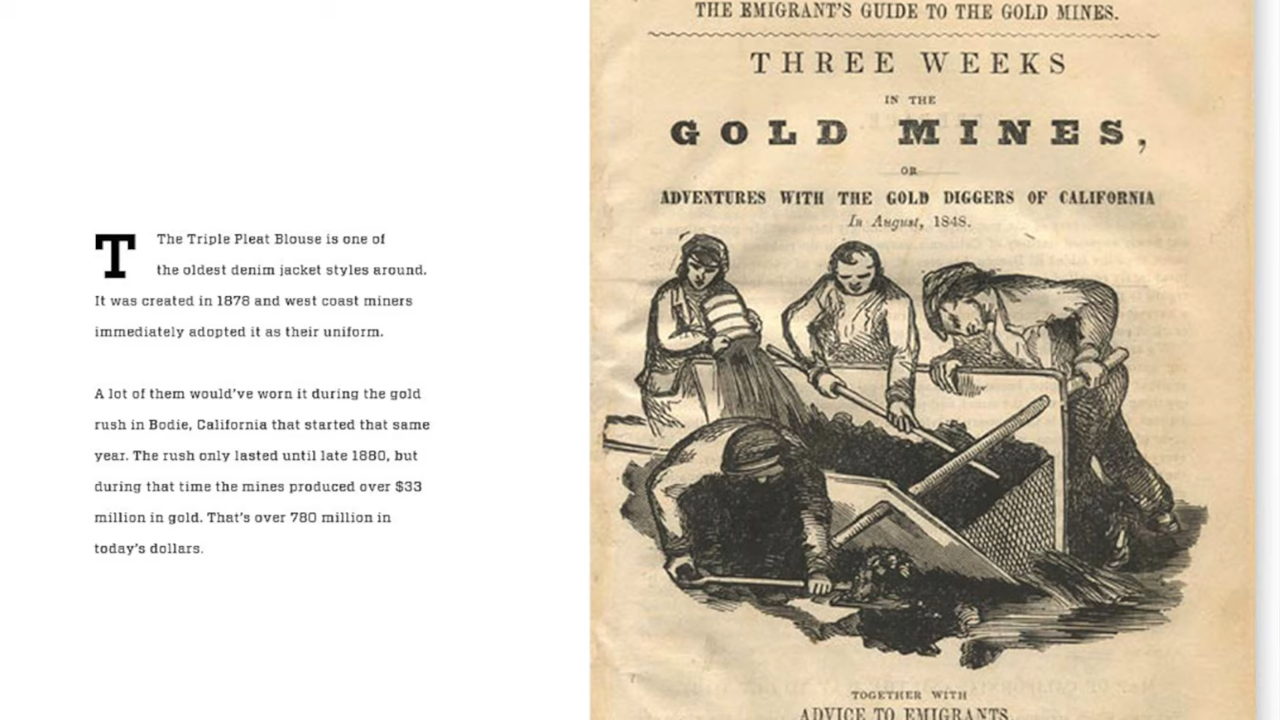 T The Triple Pleat Blouse is one of
the oldest denim jacket styles around.
It was created in 1878 and west coast miners
immediately adopted it as their uniform.
A lot of them would've worn it during the gold
rush in Bodie, California that started that same
year. The rush only lasted until late 1880, but
during that time the mines produced over $33
million in gold. That's over 780 million in
today's dollars.
THE EMIGRANT'S GUIDE TO THE GOLD MINES.
THREE WEEKS
IN THE
GOLD MINES,
OR
ADVENTURES WITH THE GOLD DIGGERS OF CALIFORNIA
In August, 1848.
TOGETHER WITH
ADVICE TO EMIGRANTS,